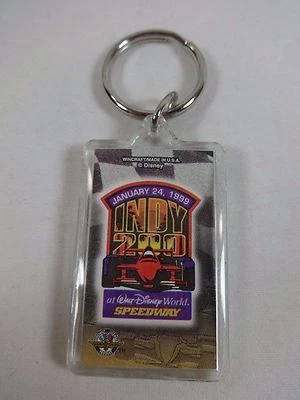 WINCRAFT/MADE IN U.S.A.
© Disney
JANUARY 24, 1999
INDY
200
at Walt Disney World.
SPEEDWAY